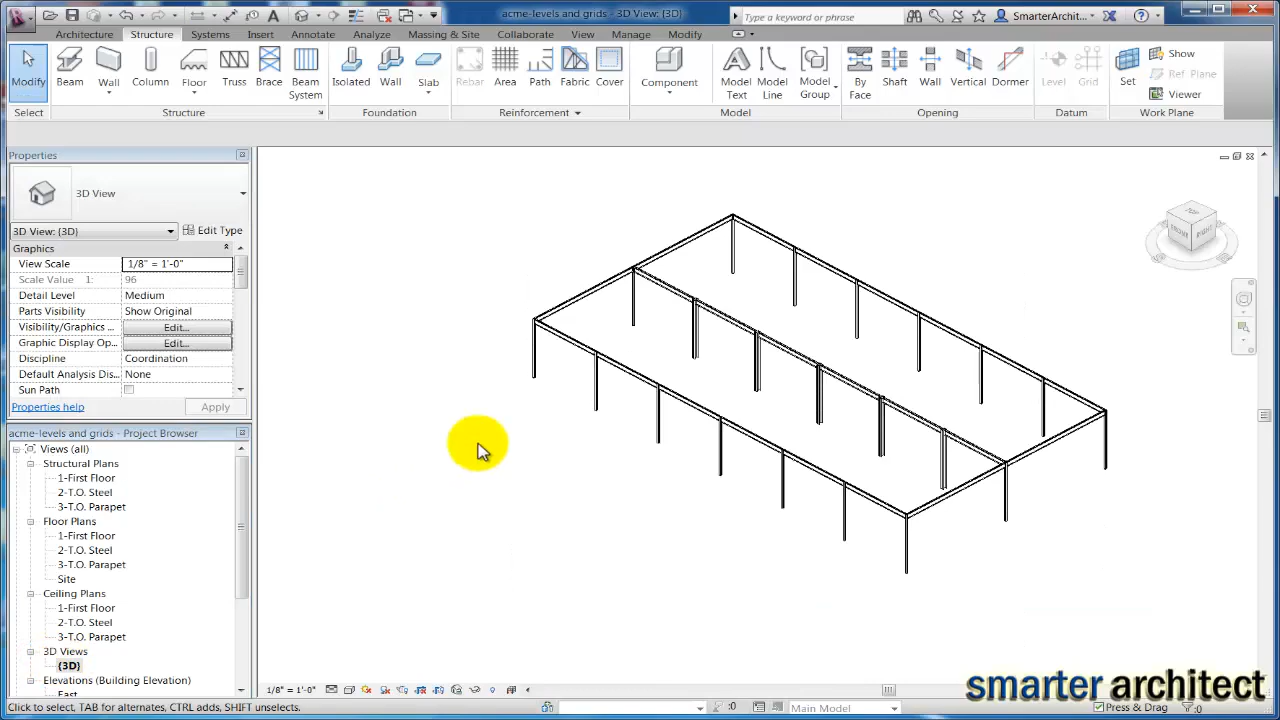 acme-levels and grids - 3D View: {3D}
Type a keyword or phrase
SmarterArchit...
Architecture Structure Systems Insert Annotate Analyze Massing & Site Collaborate View Manage Modify
Modify Beam Wall Column Floor Truss Brace Beam System Isolated Wall Slab Rebar Area Path Fabric Cover Component Model Text Model Line Model Group By Face Shaft Wall Vertical Dormer Level Grid Set Show Ref Plane Viewer
Select Structure Foundation Reinforcement Model Opening Datum Work Plane
Properties
3D View
3D View: {3D} Edit Type
Graphics
View Scale 1/8" = 1'-0"
Scale Value 1: 96
Detail Level Medium
Parts Visibility Show Original
Visibility/Graphics ... Edit...
Graphic Display Op... Edit...
Discipline Coordination
Default Analysis Dis... None
Sun Path
Properties help Apply
acme-levels and grids - Project Browser
Views (all)
Structural Plans
1-First Floor
2-T.O. Steel
3-T.O. Parapet
Floor Plans
1-First Floor
2-T.O. Steel
3-T.O. Parapet
Site
Ceiling Plans
1-First Floor
2-T.O. Steel
3-T.O. Parapet
3D Views
{3D}
Elevations (Building Elevation)
East
TOP
FRONT RIGHT
1/8" = 1'-0"
smarter architect
Click to select, TAB for alternates, CTRL adds, SHIFT unselects. :0 Main Model Press & Drag :0